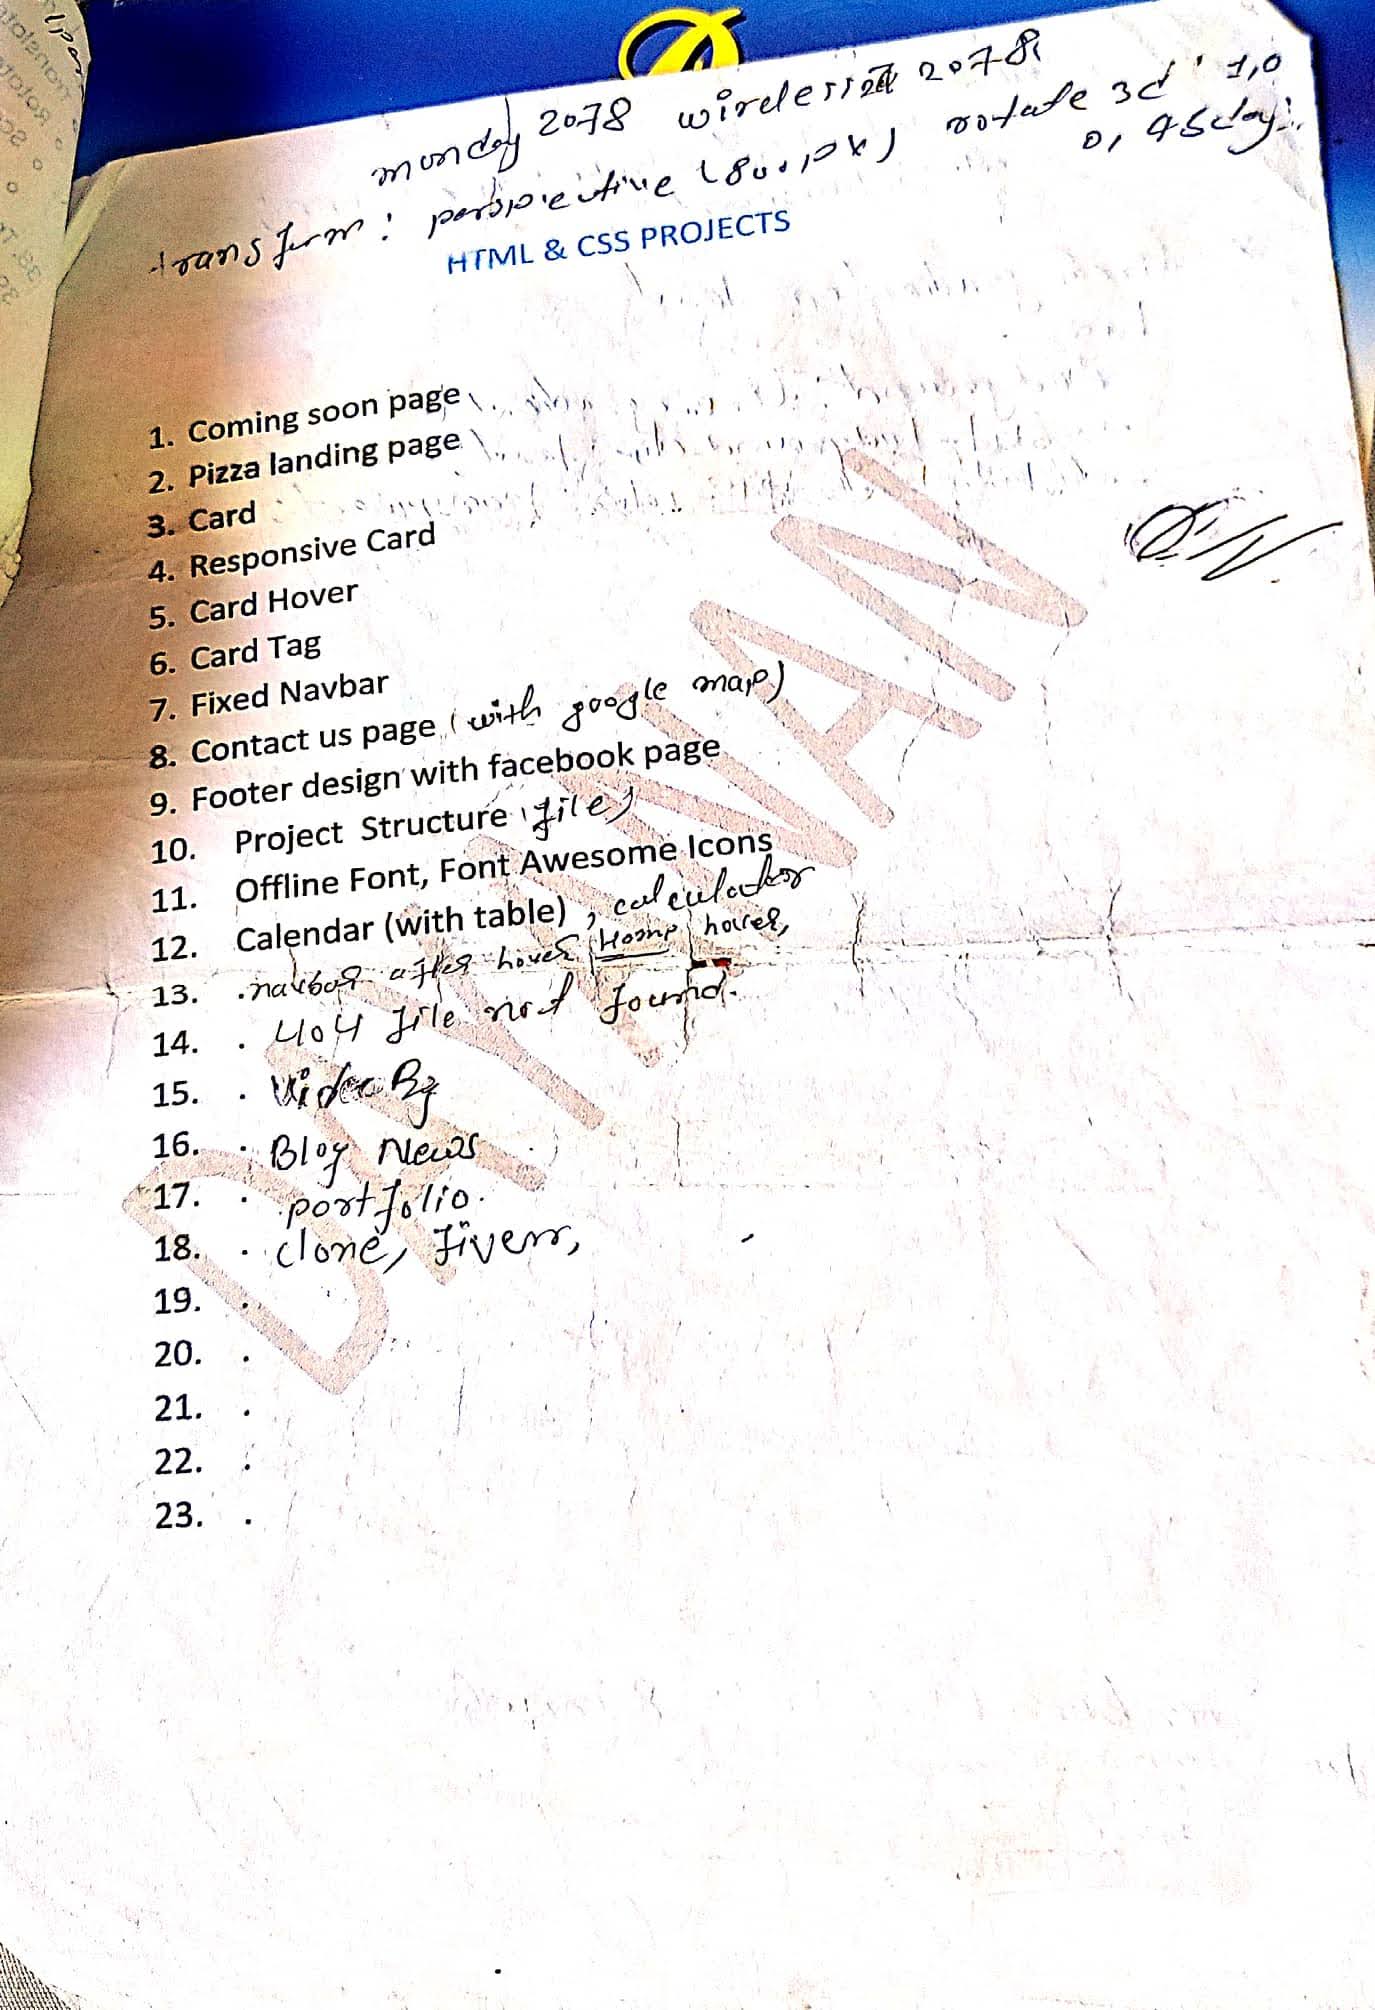 monday 2078 2078
transform: perspective (800px) rotate 3d 1,0
0, 45deg
HTML & CSS PROJECTS
1. Coming soon page
2. Pizza landing page
3. Card
4. Responsive Card
5. Card Hover
6. Card Tag
7. Fixed Navbar
8. Contact us page (with google map)
9. Footer design with facebook page
10. Project Structure (file)
11. Offline Font, Font Awesome Icons
12. Calendar (with table), calculator
13. . navbar after hover Home hover,
14. . 404 file not found.
15. . Video Bg
16. . Blog News
17. . portfolio.
18. . clone, fiverr,
19. .
20. .
21. .
22. .
23. .